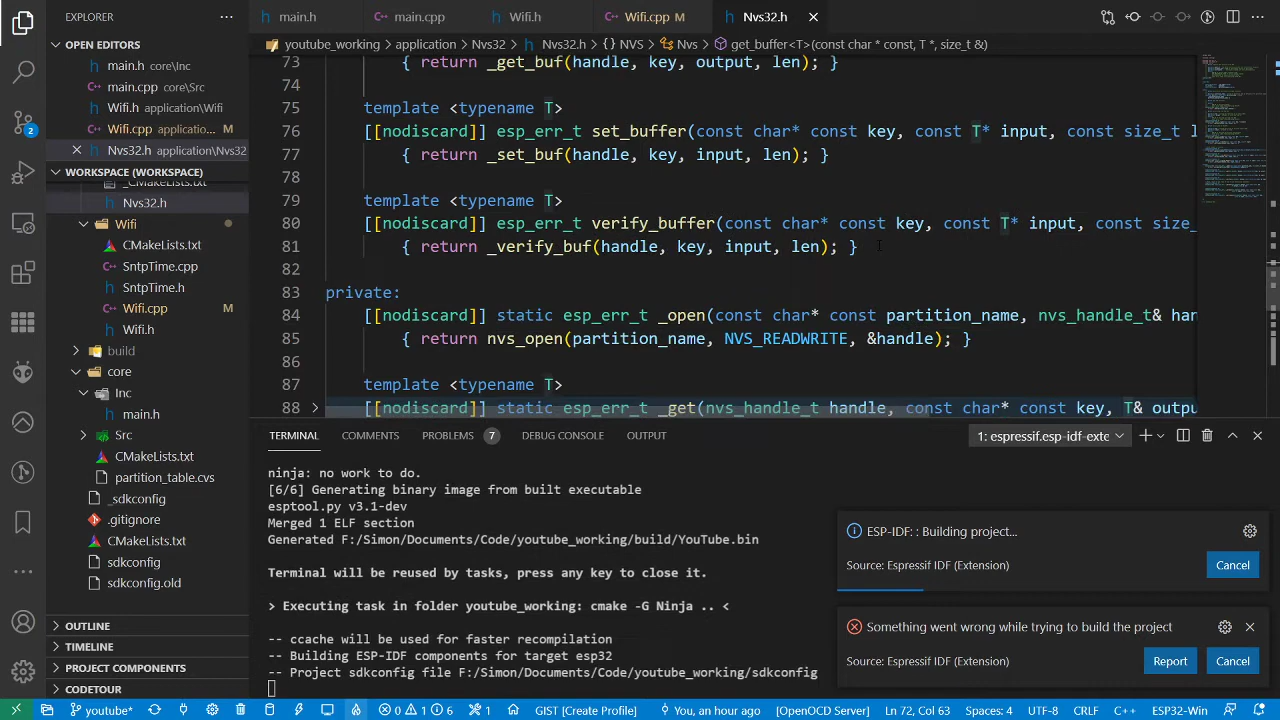 EXPLORER
OPEN EDITORS
main.h core\Inc
main.cpp core\Src
Wifi.h application\Wifi
Wifi.cpp applicatio... M
Nvs32.h application\Nvs32
WORKSPACE (WORKSPACE)
_CMakeLists.txt
Nvs32.h
Wifi
CMakeLists.txt
SntpTime.cpp
SntpTime.h
Wifi.cpp M
Wifi.h
build
core
Inc
main.h
Src
CMakeLists.txt
partition_table.cvs
_sdkconfig
.gitignore
CMakeLists.txt
sdkconfig
sdkconfig.old
OUTLINE
TIMELINE
PROJECT COMPONENTS
CODETOUR
2
main.h
main.cpp
Wifi.h
Wifi.cpp M
Nvs32.h
youtube_working > application > Nvs32 > Nvs32.h > {} NVS > Nvs > get_buffer<T>(const char * const, T *, size_t &)
73 { return _get_buf(handle, key, output, len); }
74
75 template <typename T>
76 [[nodiscard]] esp_err_t set_buffer(const char* const key, const T* input, const size_t l
77 { return _set_buf(handle, key, input, len); }
78
79 template <typename T>
80 [[nodiscard]] esp_err_t verify_buffer(const char* const key, const T* input, const size_
81 { return _verify_buf(handle, key, input, len); }
82
83 private:
84 [[nodiscard]] static esp_err_t _open(const char* const partition_name, nvs_handle_t& han
85 { return nvs_open(partition_name, NVS_READWRITE, &handle); }
86
87 template <typename T>
88 [[nodiscard]] static esp_err_t _get(nvs_handle_t handle, const char* const key, T& outpu
TERMINAL COMMENTS PROBLEMS 7 DEBUG CONSOLE OUTPUT
1: espressif.esp-idf-exte
ninja: no work to do.
[6/6] Generating binary image from built executable
esptool.py v3.1-dev
Merged 1 ELF section
Generated F:/Simon/Documents/Code/youtube_working/build/YouTube.bin
Terminal will be reused by tasks, press any key to close it.
> Executing task in folder youtube_working: cmake -G Ninja .. <
-- ccache will be used for faster recompilation
-- Building ESP-IDF components for target esp32
-- Project sdkconfig file F:/Simon/Documents/Code/youtube_working/sdkconfig
ESP-IDF: : Building project...
Source: Espressif IDF (Extension)
Cancel
Something went wrong while trying to build the project
Source: Espressif IDF (Extension)
Report
Cancel
youtube* 0 1 6 1 GIST [Create Profile] You, an hour ago [OpenOCD Server] Ln 72, Col 63 Spaces: 4 UTF-8 CRLF C++ ESP32-Win